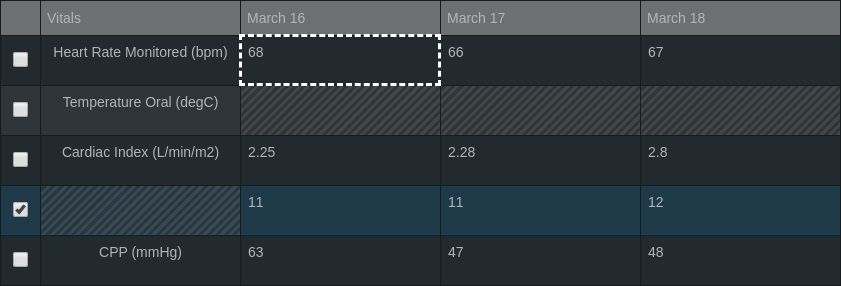 Vitals March 16 March 17 March 18
Heart Rate Monitored (bpm) 68 66 67
Temperature Oral (degC)
Cardiac Index (L/min/m2) 2.25 2.28 2.8
11 11 12
CPP (mmHg) 63 47 48